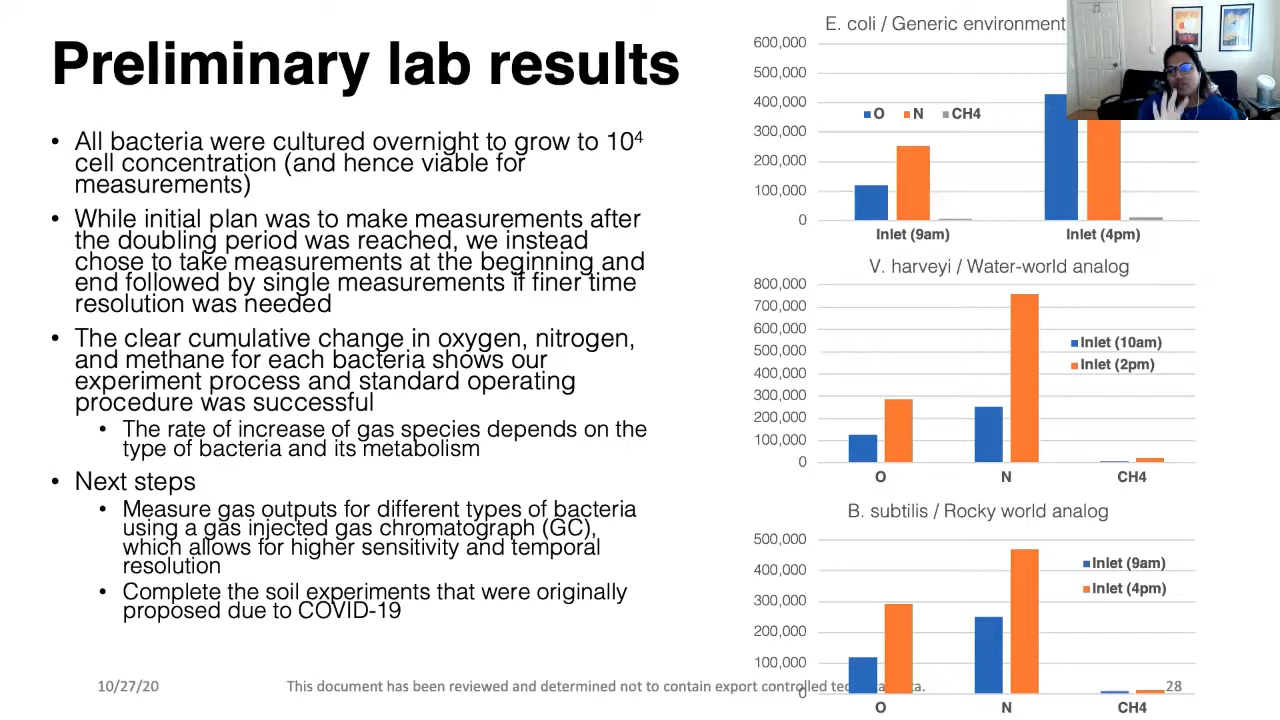 Preliminary lab results
• All bacteria were cultured overnight to grow to 10⁴
cell concentration (and hence viable for
measurements)
• While initial plan was to make measurements after
the doubling period was reached, we instead
chose to take measurements at the beginning and
end followed by single measurements if finer time
resolution was needed
• The clear cumulative change in oxygen, nitrogen,
and methane for each bacteria shows our
experiment process and standard operating
procedure was successful
• The rate of increase of gas species depends on the
type of bacteria and its metabolism
• Next steps
• Measure gas outputs for different types of bacteria
using a gas injected gas chromatograph (GC),
which allows for higher sensitivity and temporal
resolution
• Complete the soil experiments that were originally
proposed due to COVID-19
E. coli / Generic environment
600,000
500,000
400,000
300,000
200,000
100,000
0
O N CH4
Inlet (9am) Inlet (4pm)
V. harveyi / Water-world analog
800,000
700,000
600,000
500,000
400,000
300,000
200,000
100,000
0
Inlet (10am)
Inlet (2pm)
O N CH4
B. subtilis / Rocky world analog
500,000
400,000
300,000
200,000
100,000
0
Inlet (9am)
Inlet (4pm)
O N CH4
10/27/20 This document has been reviewed and determined not to contain export controlled 28